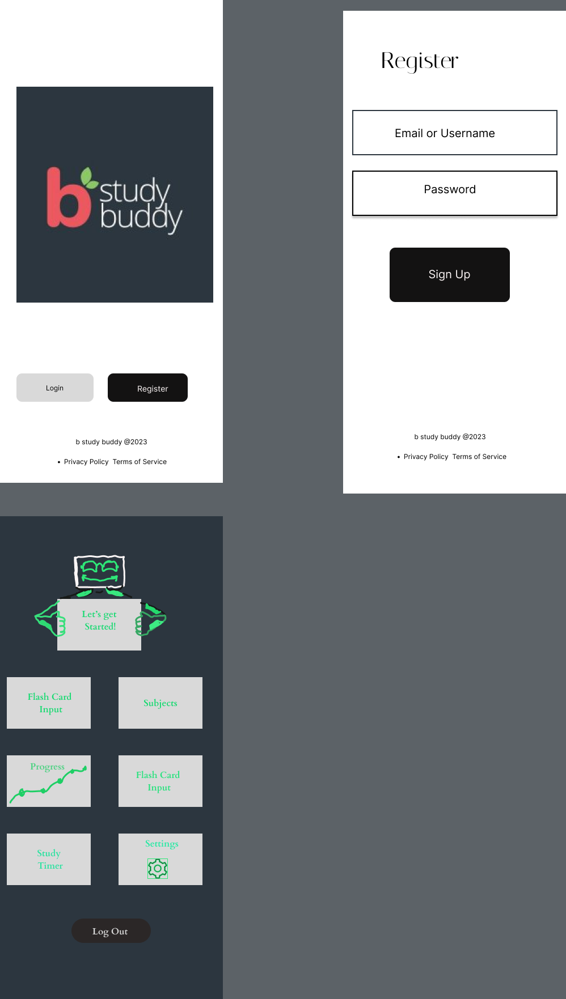 b study
buddy
Login
Register
b study buddy @2023
• Privacy Policy Terms of Service
Register
Email or Username
Password
Sign Up
b study buddy @2023
• Privacy Policy Terms of Service
Let's get
Started!
Flash Card
Input
Subjects
Progress
Flash Card
Input
Study
Timer
Settings
Log Out